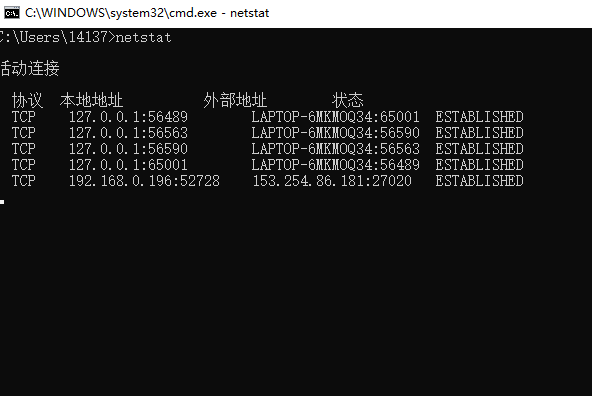 C:\WINDOWS\system32\cmd.exe - netstat
C:\Users\14137>netstat
活动连接
协议 本地地址 外部地址 状态
TCP 127.0.0.1:56489 LAPTOP-6MKMOQ34:65001 ESTABLISHED
TCP 127.0.0.1:56563 LAPTOP-6MKMOQ34:56590 ESTABLISHED
TCP 127.0.0.1:56590 LAPTOP-6MKMOQ34:56563 ESTABLISHED
TCP 127.0.0.1:65001 LAPTOP-6MKMOQ34:56489 ESTABLISHED
TCP 192.168.0.196:52728 153.254.86.181:27020 ESTABLISHED